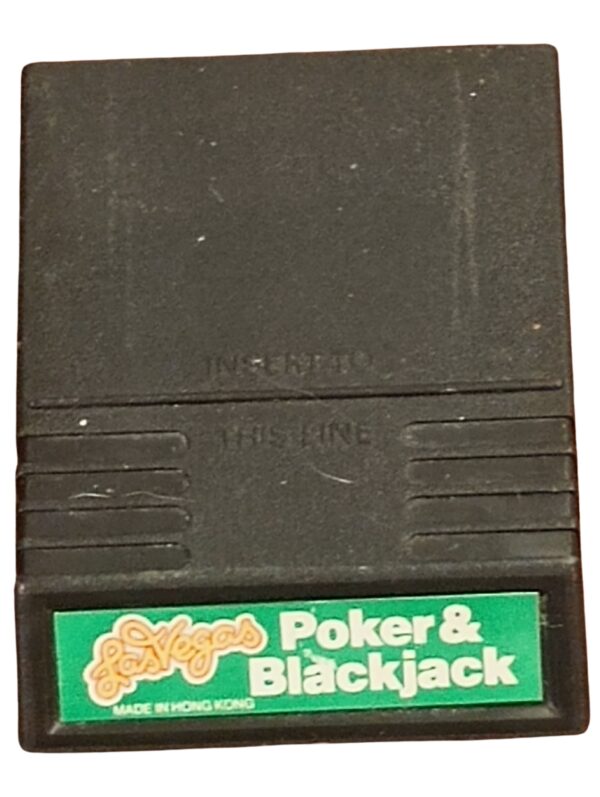 INSERT TO
THIS LINE
Las Vegas
Poker &
Blackjack
MADE IN HONG KONG